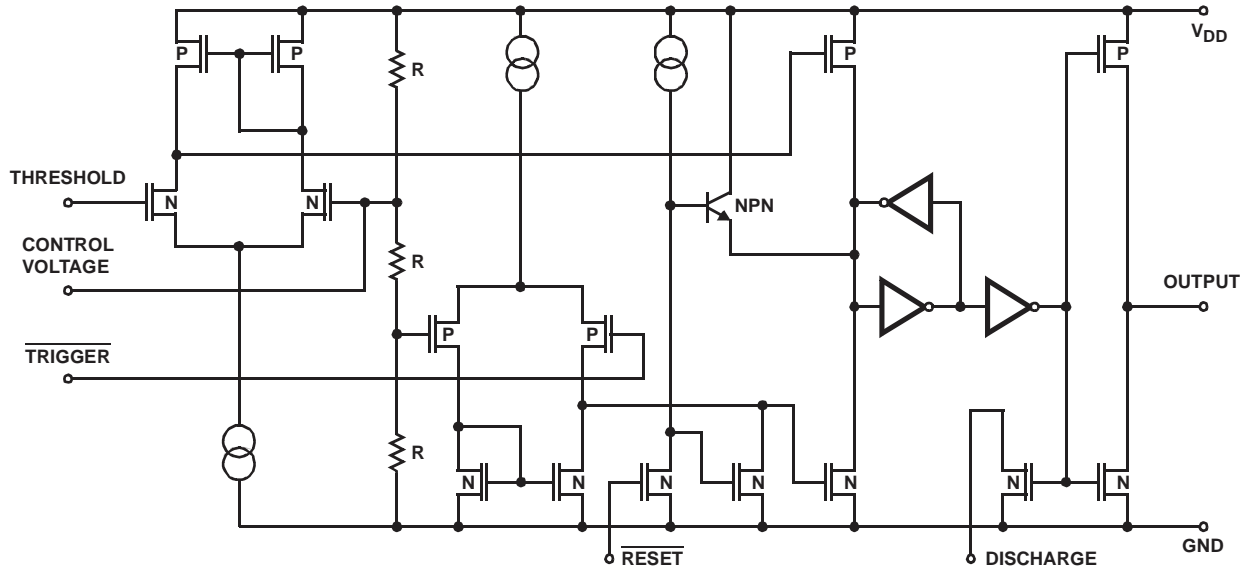 V_DD
P
P
R
P
P
THRESHOLD
N
N
NPN
CONTROL
VOLTAGE
R
OUTPUT
P
P
TRIGGER
R
N
N
N
N
N
N
N
RESET
DISCHARGE
GND